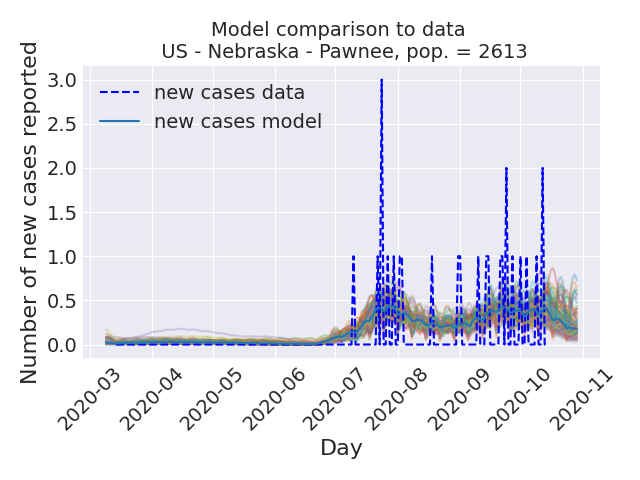 Model comparison to data
US - Nebraska - Pawnee, pop. = 2613
Number of new cases reported
3.0
2.5
2.0
1.5
1.0
0.5
0.0
new cases data
new cases model
2020-03
2020-04
2020-05
2020-06
2020-07
2020-08
2020-09
2020-10
2020-11
Day